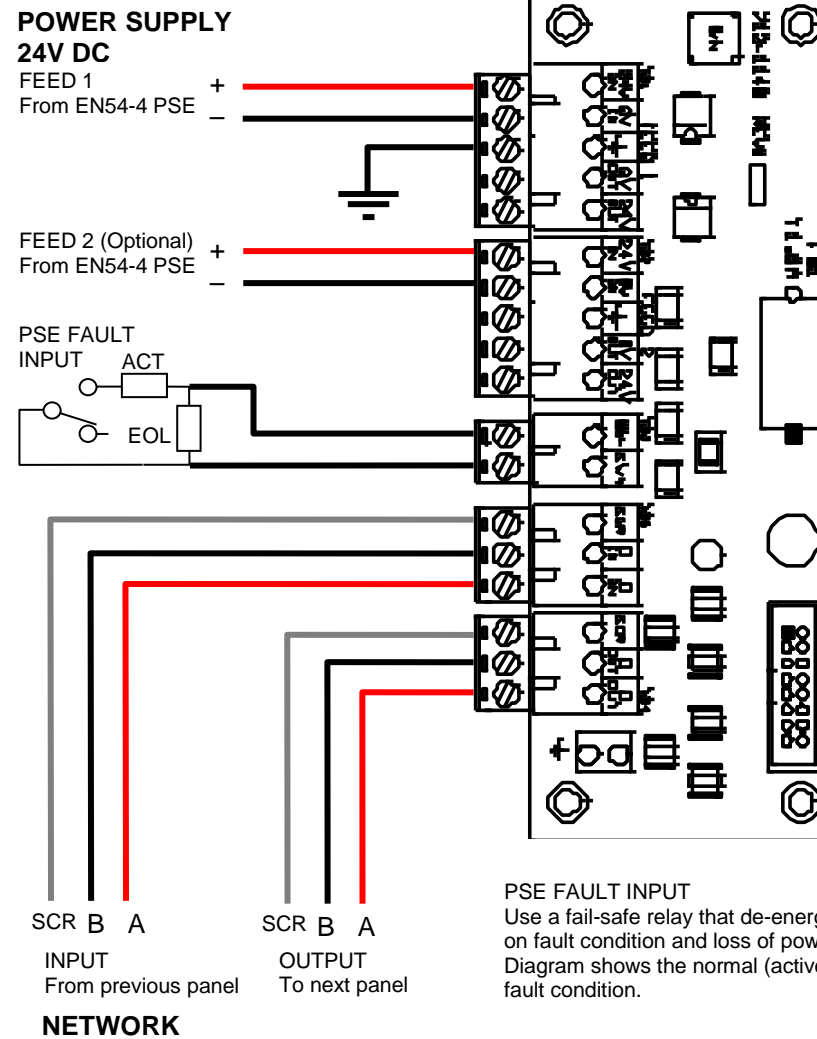 POWER SUPPLY
24V DC
FEED 1
From EN54-4 PSE
+
–
FEED 2 (Optional)
From EN54-4 PSE
+
–
PSE FAULT
INPUT
ACT
EOL
SCR B A
INPUT
From previous panel
SCR B A
OUTPUT
To next panel
NETWORK
PSE FAULT INPUT
Use a fail-safe relay that de-energ
on fault condition and loss of pow
Diagram shows the normal (active
fault condition.